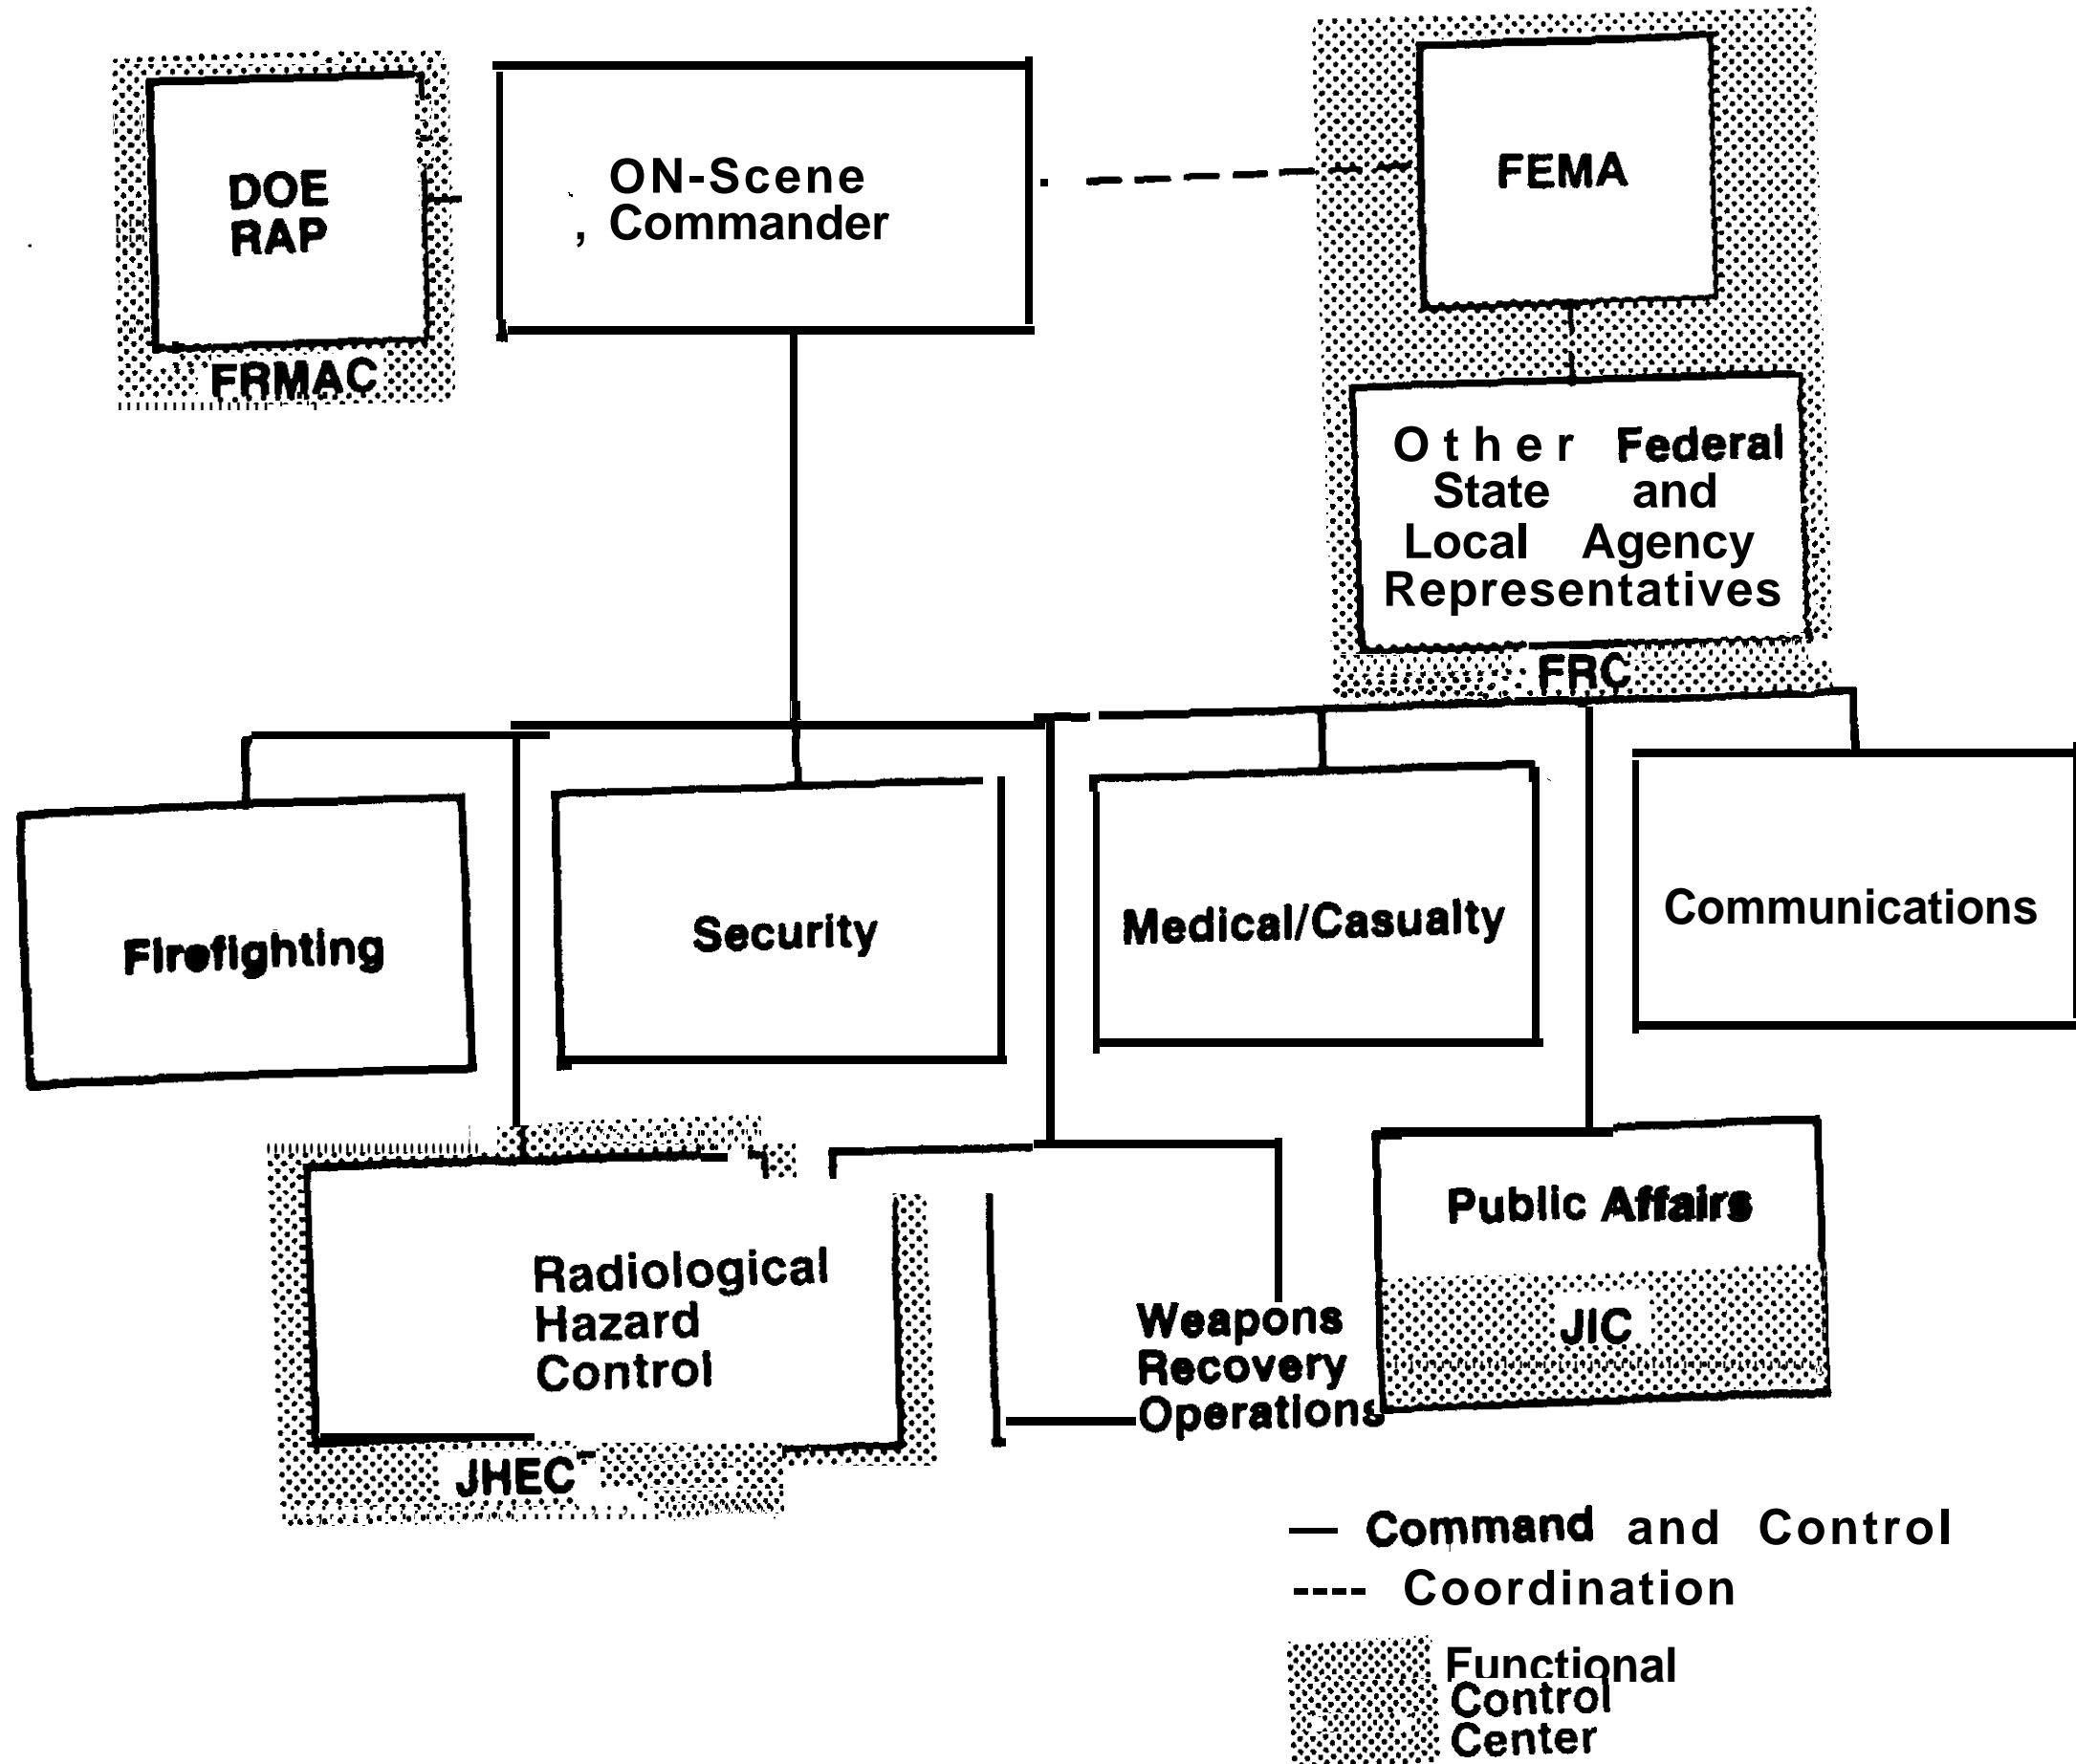 DOE
RAP
FRMAC
ON-Scene
, Commander
FEMA
Other Federal
State and
Local Agency
Representatives
FRC
Firefighting
Security
Medical/Casualty
Communications
Radiological
Hazard
Control
JHEC
Weapons
Recovery
Operations
Public Affairs
JIC
— Command and Control
---- Coordination
Functional
Control
Center